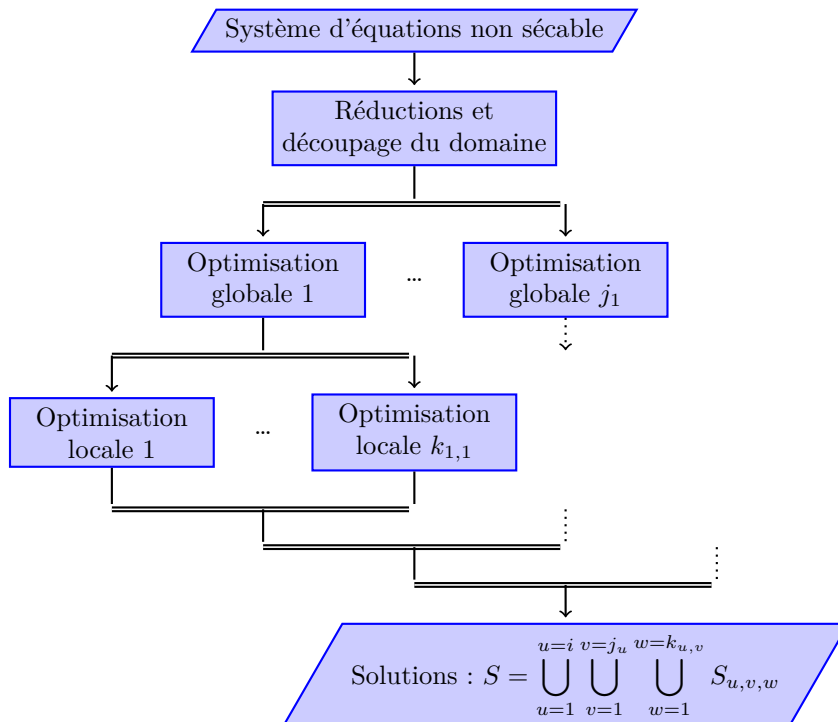 Système d'équations non sécable
Réductions et
découpage du domaine
Optimisation
globale 1
...
Optimisation
globale j₁
Optimisation
locale 1
...
Optimisation
locale k₁,₁
Solutions : S = ⋃_{u=1}^{u=i} ⋃_{v=1}^{v=j_u} ⋃_{w=1}^{w=k_{u,v}} S_{u,v,w}